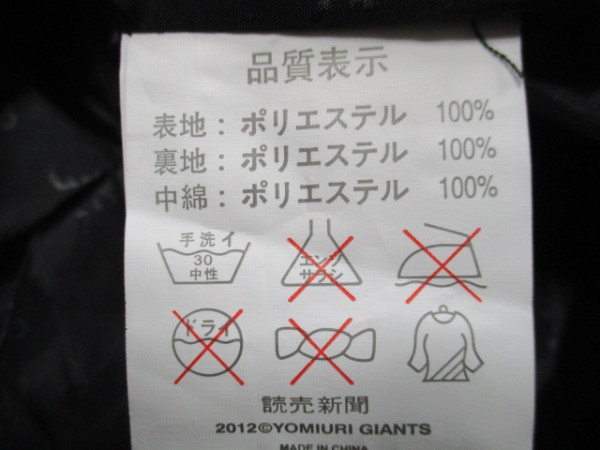 品質表示
表地：ポリエステル 100%
裏地：ポリエステル 100%
中綿：ポリエステル 100%
手洗イ
30
中性
エンソ
サラシ
ドライ
読売新聞
2012©YOMIURI GIANTS
MADE IN CHINA